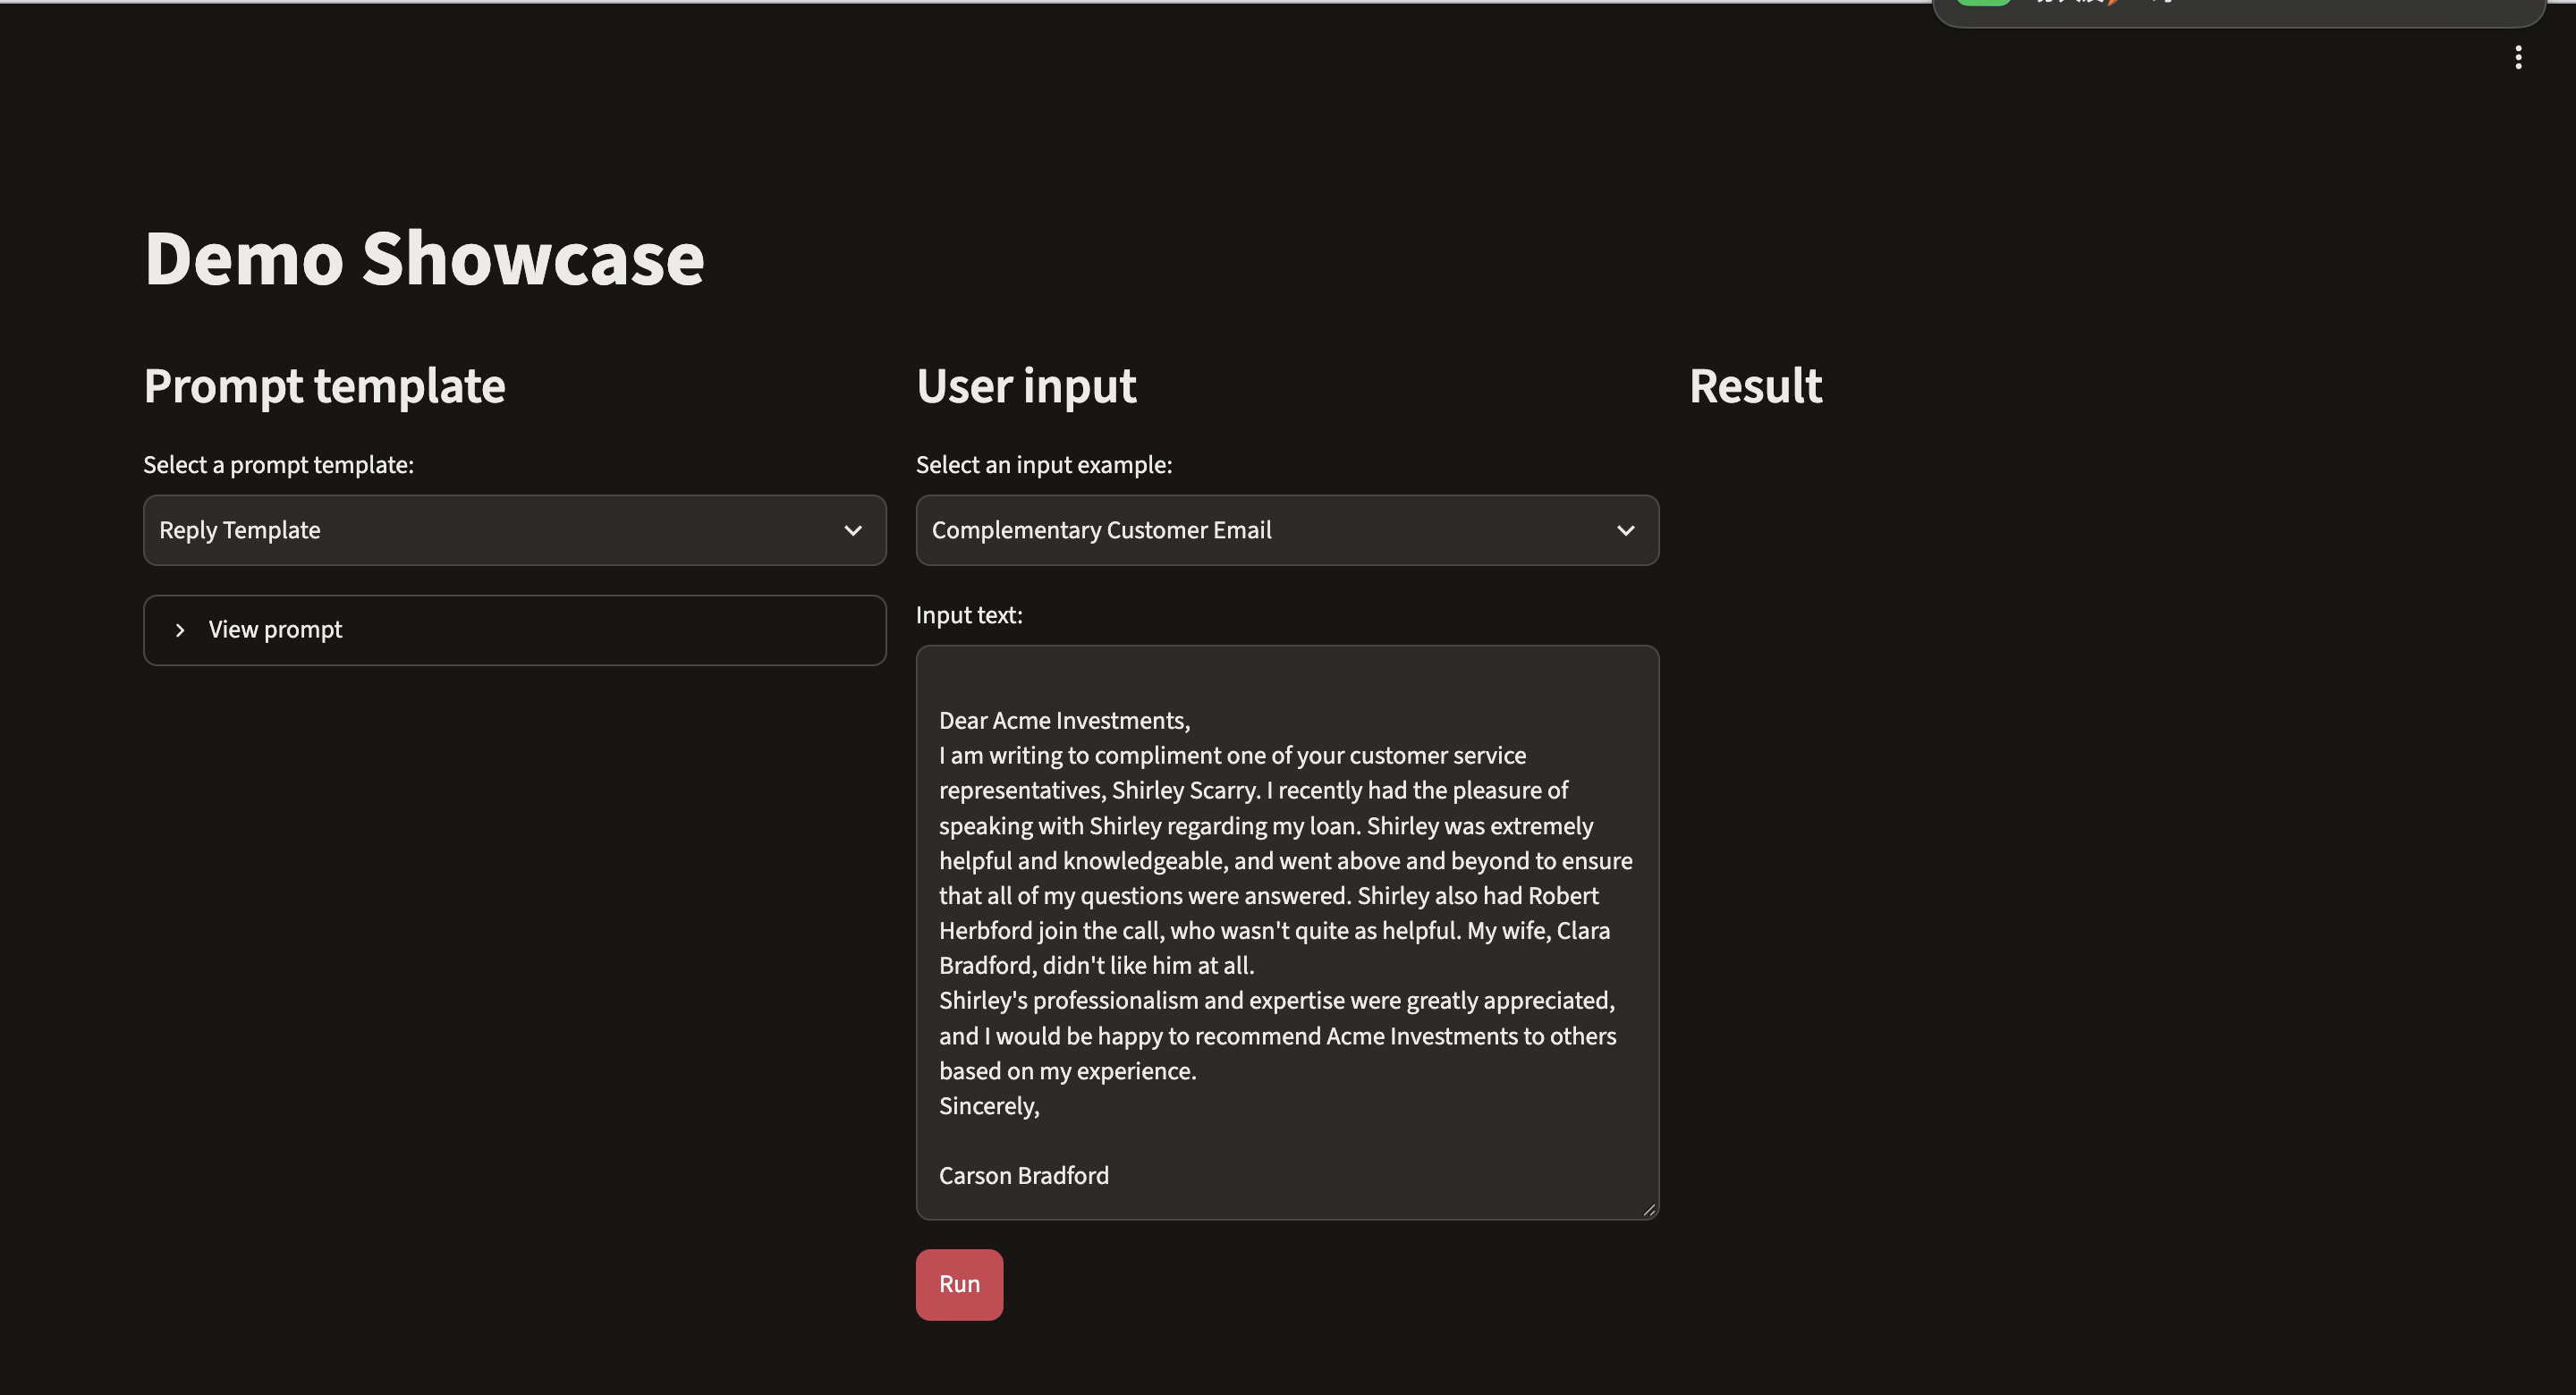 Demo Showcase
Prompt template
Select a prompt template:
Reply Template
View prompt
User input
Select an input example:
Complementary Customer Email
Input text:
Dear Acme Investments,
I am writing to compliment one of your customer service
representatives, Shirley Scarry. I recently had the pleasure of
speaking with Shirley regarding my loan. Shirley was extremely
helpful and knowledgeable, and went above and beyond to ensure
that all of my questions were answered. Shirley also had Robert
Herbford join the call, who wasn't quite as helpful. My wife, Clara
Bradford, didn't like him at all.
Shirley's professionalism and expertise were greatly appreciated,
and I would be happy to recommend Acme Investments to others
based on my experience.
Sincerely,
Carson Bradford
Run
Result